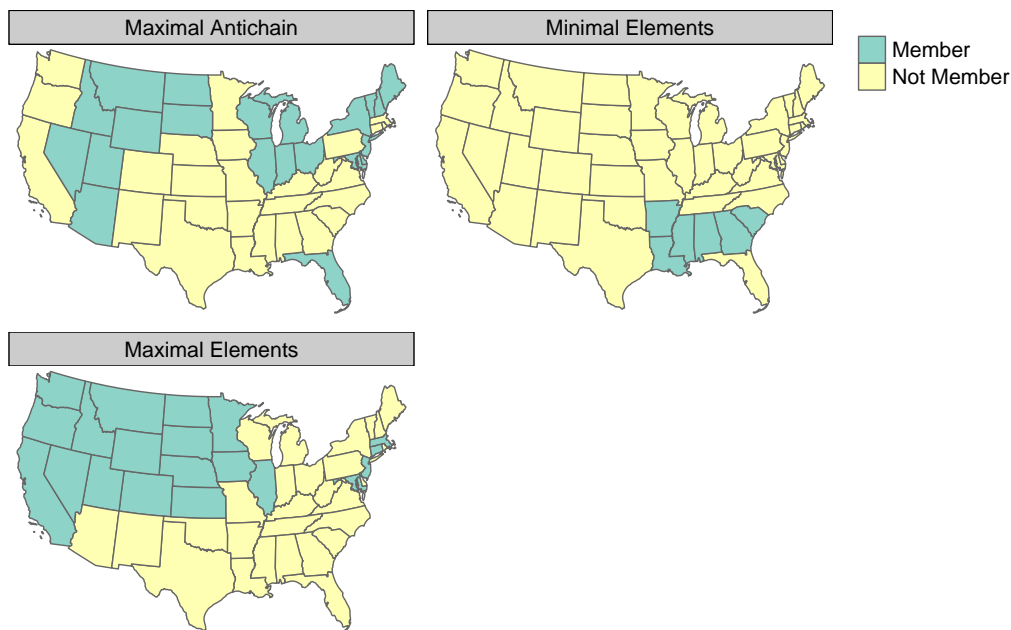 Maximal Antichain
Minimal Elements
Member
Not Member
Maximal Elements